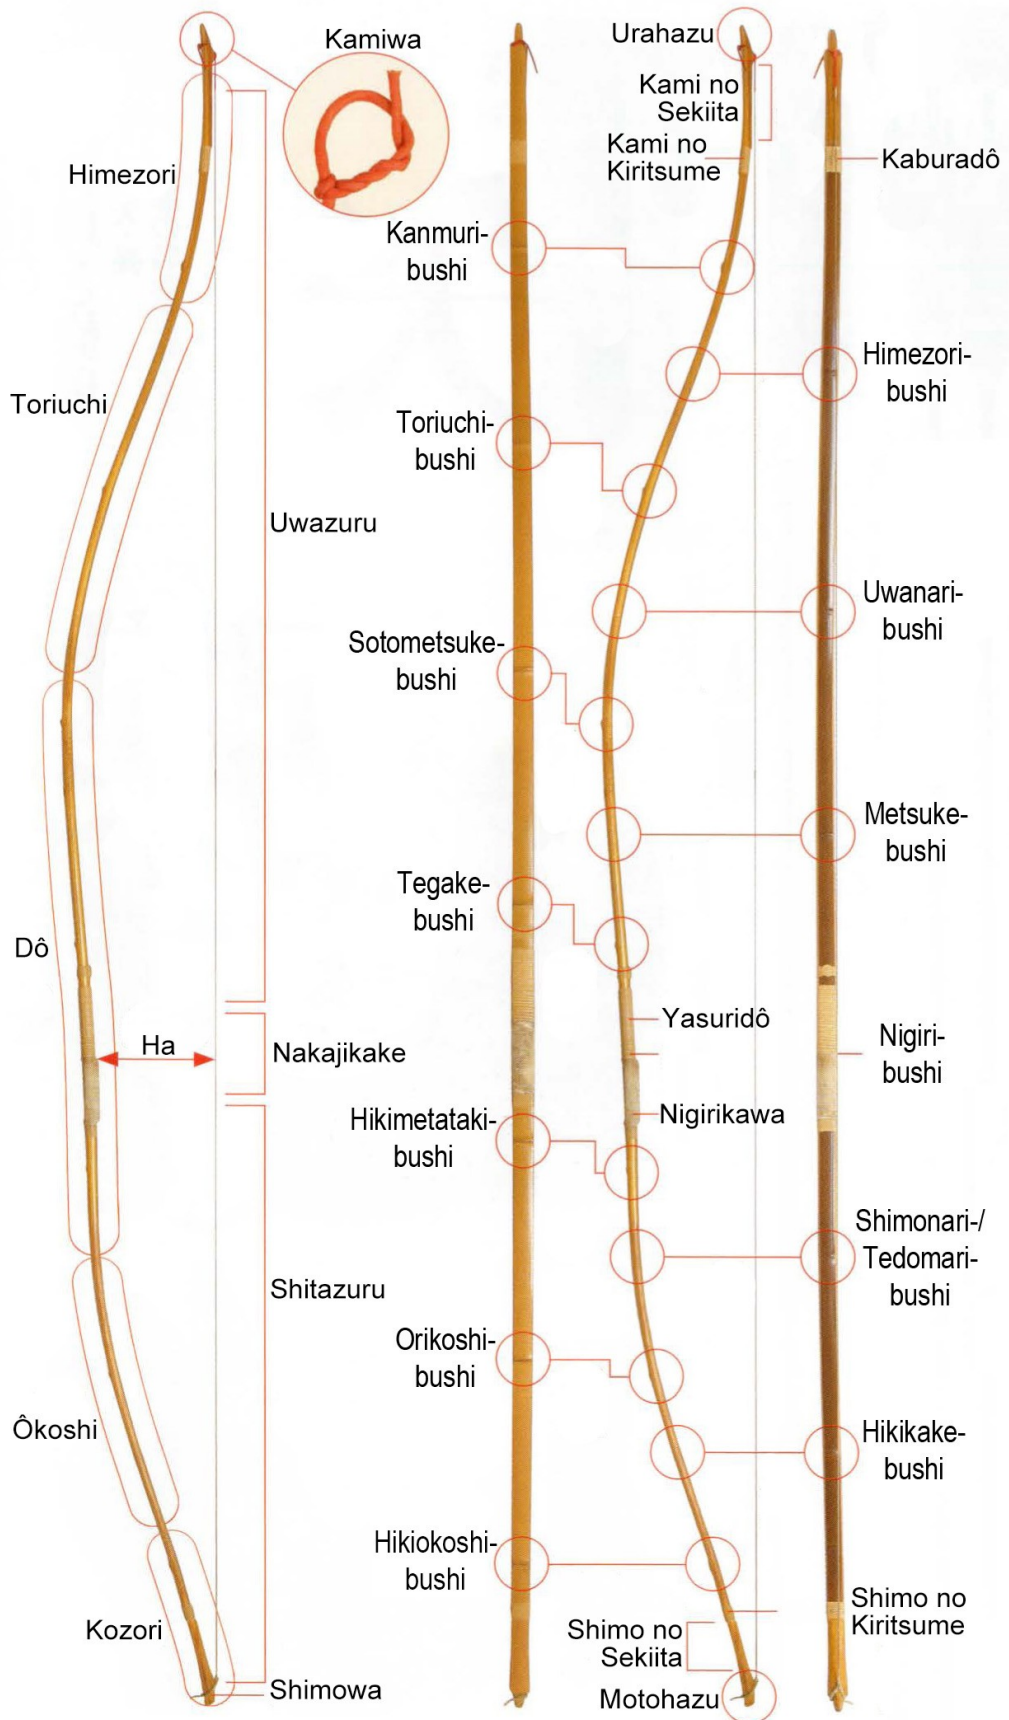 Kamiwa
Urahazu
Kami no
Sekiita
Kami no
Kiritsume
Kaburadô
Himezori
Kanmuri-
bushi
Himezori-
bushi
Toriuchi
Toriuchi-
bushi
Uwazuru
Uwanari-
bushi
Sotometsuke-
bushi
Metsuke-
bushi
Tegake-
bushi
Dô
Yasuridô
Ha
Nakajikake
Nigiri-
bushi
Nigirikawa
Hikimetataki-
bushi
Shimonari-/
Tedomari-
bushi
Shitazuru
Orikoshi-
bushi
Ôkoshi
Hikikake-
bushi
Hikiokoshi-
bushi
Shimo no
Kiritsume
Kozori
Shimo no
Sekiita
Shimowa
Motohazu